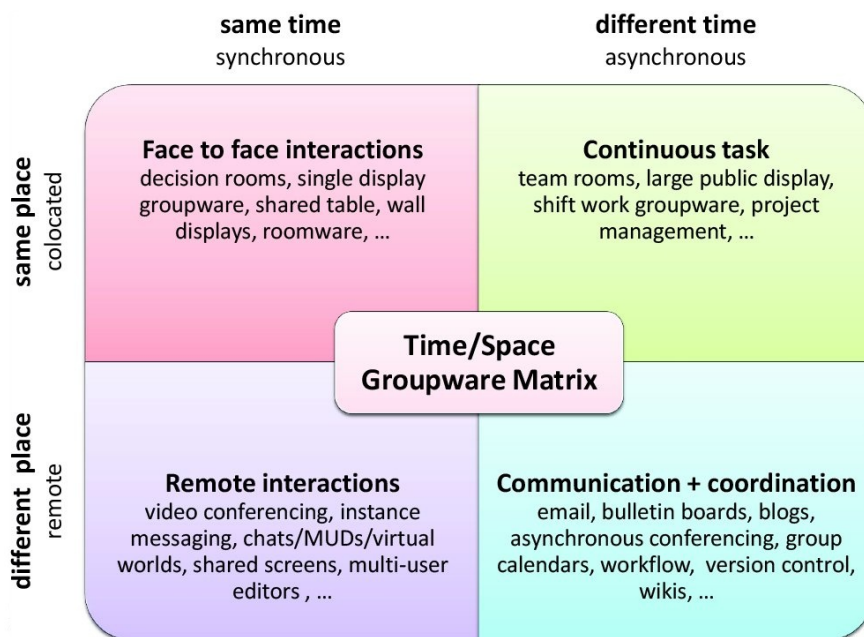 same time
synchronous
different time
asynchronous
same place
colocated
Face to face interactions
decision rooms, single display
groupware, shared table, wall
displays, roomware, ...
Continuous task
team rooms, large public display,
shift work groupware, project
management, ...
Time/Space
Groupware Matrix
different place
remote
Remote interactions
video conferencing, instance
messaging, chats/MUDs/virtual
worlds, shared screens, multi-user
editors , ...
Communication + coordination
email, bulletin boards, blogs,
asynchronous conferencing, group
calendars, workflow, version control,
wikis, ...